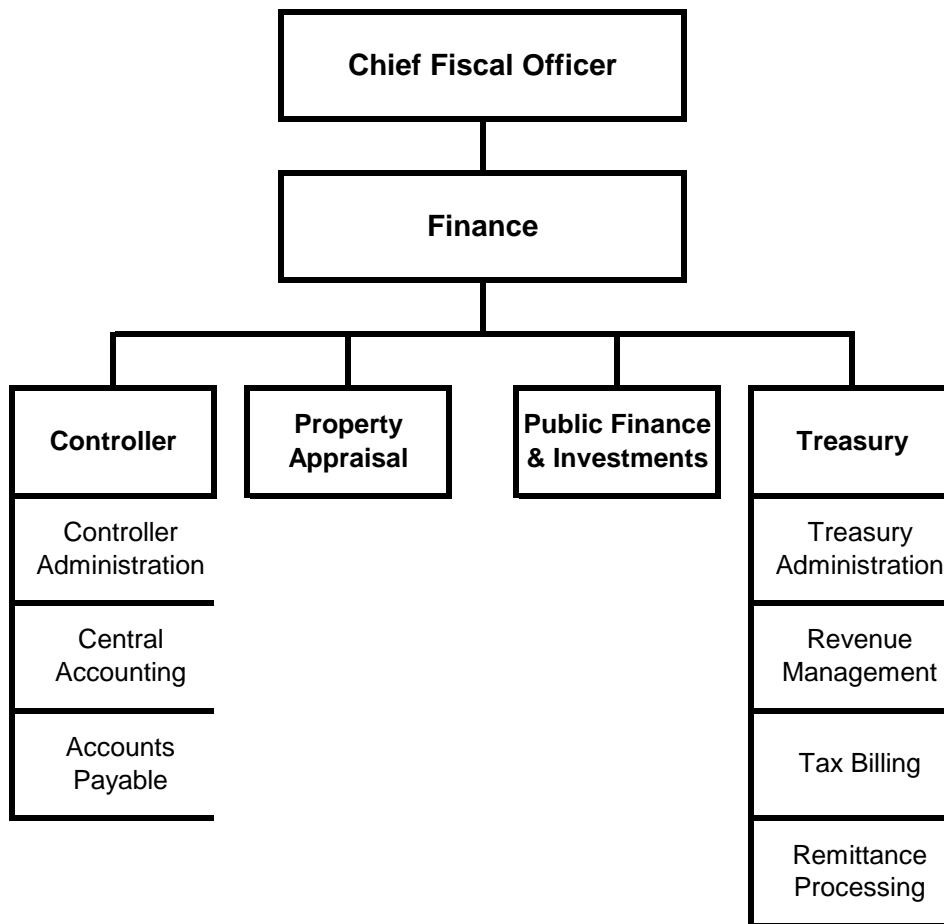 Chief Fiscal Officer
Finance
Controller
Property
Appraisal
Public Finance
& Investments
Treasury
Controller
Administration
Central
Accounting
Accounts
Payable
Treasury
Administration
Revenue
Management
Tax Billing
Remittance
Processing